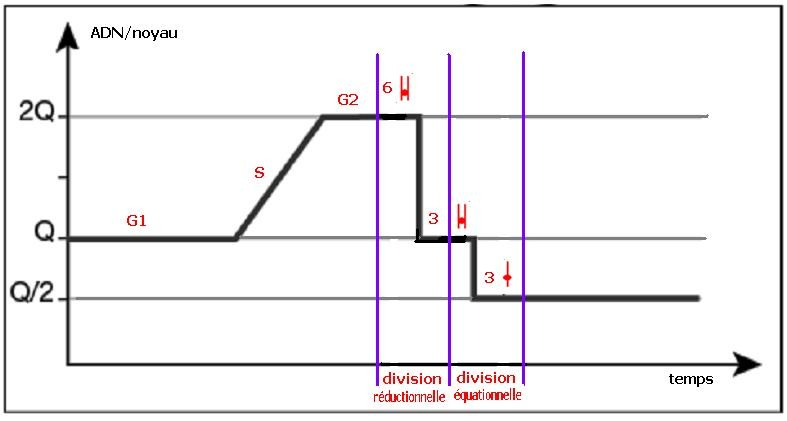 ADN/noyau
6
G2
2Q
S
3
G1
Q
3
Q/2
temps
division
réductionnelle
division
équationnelle